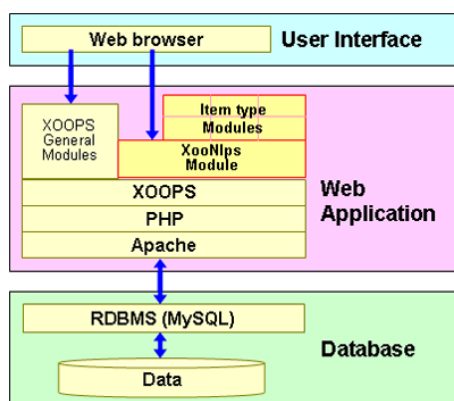 Web browser
User Interface
XOOPS
General
Modules
Item type
Modules
XooNIps
Module
XOOPS
PHP
Apache
Web
Application
RDBMS (MySQL)
Data
Database